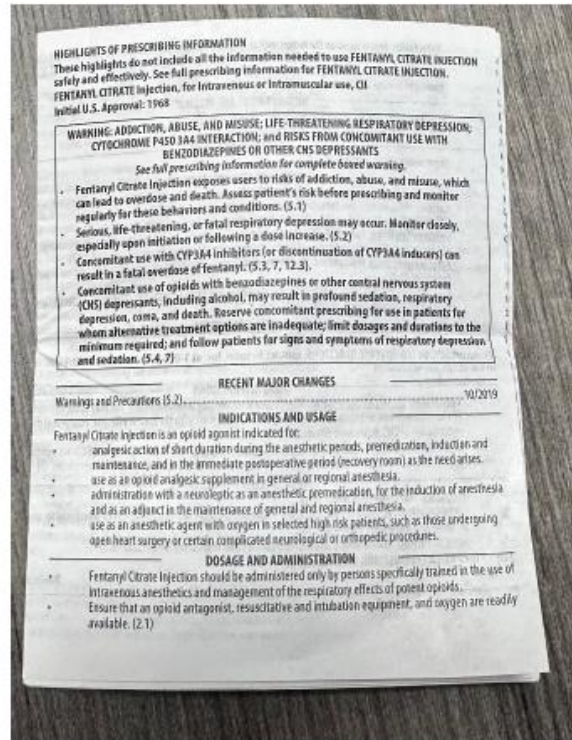 HIGHLIGHTS OF PRESCRIBING INFORMATION
These highlights do not include all the information needed to use FENTANYL CITRATE INJECTION
safely and effectively. See full prescribing information for FENTANYL CITRATE INJECTION.
FENTANYL CITRATE Injection, for Intravenous or Intramuscular use, CII
Initial U.S. Approval: 1968
WARNING: ADDICTION, ABUSE, AND MISUSE; LIFE-THREATENING RESPIRATORY DEPRESSION;
CYTOCHROME P450 3A4 INTERACTION; and RISKS FROM CONCOMITANT USE WITH
BENZODIAZEPINES OR OTHER CNS DEPRESSANTS
See full prescribing information for complete boxed warning.
• Fentanyl Citrate Injection exposes users to risks of addiction, abuse, and misuse, which
can lead to overdose and death. Assess patient's risk before prescribing and monitor
regularly for these behaviors and conditions. (5.1)
• Serious, life-threatening, or fatal respiratory depression may occur. Monitor closely,
especially upon initiation or following a dose increase. (5.2)
• Concomitant use with CYP3A4 inhibitors (or discontinuation of CYP3A4 inducers) can
result in a fatal overdose of fentanyl. (5.3, 7, 12.3).
• Concomitant use of opioids with benzodiazepines or other central nervous system
(CNS) depressants, including alcohol, may result in profound sedation, respiratory
depression, coma, and death. Reserve concomitant prescribing for use in patients for
whom alternative treatment options are inadequate; limit dosages and durations to the
minimum required; and follow patients for signs and symptoms of respiratory depression
and sedation. (5.4, 7)
RECENT MAJOR CHANGES
Warnings and Precautions (5.2)..........10/2019
INDICATIONS AND USAGE
Fentanyl Citrate Injection is an opioid agonist indicated for:
• analgesic action of short duration during the anesthetic periods, premedication, induction and
maintenance, and in the immediate postoperative period (recovery room) as the need arises.
• use as an opioid analgesic supplement in general or regional anesthesia.
• administration with a neuroleptic as an anesthetic premedication, for the induction of anesthesia
and as an adjunct in the maintenance of general and regional anesthesia.
• use as an anesthetic agent with oxygen in selected high risk patients, such as those undergoing
open heart surgery or certain complicated neurological or orthopedic procedures.
DOSAGE AND ADMINISTRATION
• Fentanyl Citrate Injection should be administered only by persons specifically trained in the use of
intravenous anesthetics and management of the respiratory effects of potent opioids.
• Ensure that an opioid antagonist, resuscitative and intubation equipment, and oxygen are readily
available. (2.1)